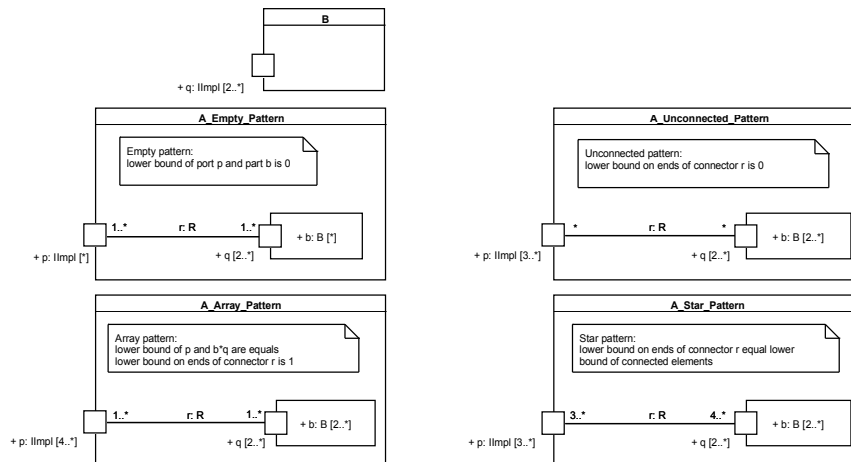 B
+ q: IImpl [2..*]
A_Empty_Pattern
Empty pattern:
lower bound of port p and part b is 0
1..* r: R 1..*
+ b: B [*]
+ p: IImpl [*]
+ q [2..*]
A_Unconnected_Pattern
Unconnected pattern:
lower bound on ends of connector r is 0
* r: R *
+ b: B [2..*]
+ p: IImpl [3..*]
+ q [2..*]
A_Array_Pattern
Array pattern:
lower bound of p and b*q are equals
lower bound on ends of connector r is 1
1..* r: R 1..*
+ b: B [2..*]
+ p: IImpl [4..*]
+ q [2..*]
A_Star_Pattern
Star pattern:
lower bound on ends of connector r equal lower
bound of connected elements
3..* r: R 4..*
+ b: B [2..*]
+ p: IImpl [3..*]
+ q [2..*]